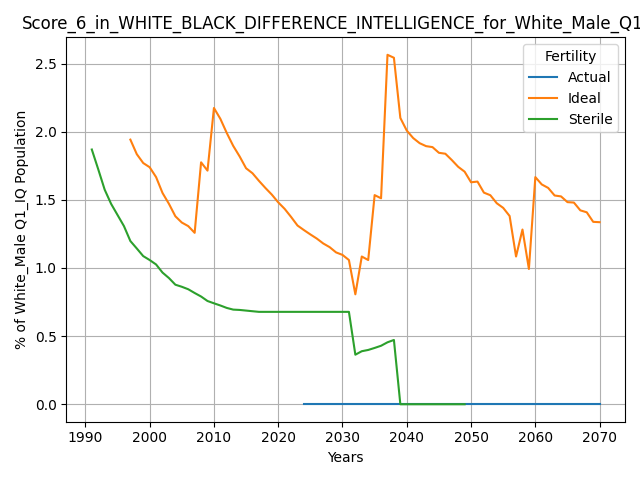 Score_6_in_WHITE_BLACK_DIFFERENCE_INTELLIGENCE_for_White_Male_Q1
Fertility
Actual
Ideal
Sterile
% of White_Male Q1_IQ Population
2.5
2.0
1.5
1.0
0.5
0.0
1990 2000 2010 2020 2030 2040 2050 2060 2070
Years